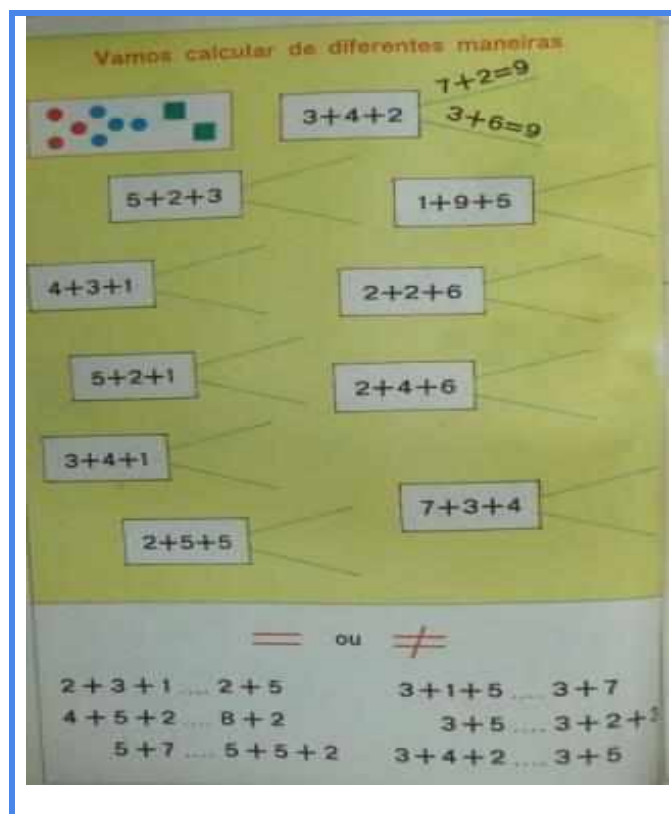 Vamos calcular de diferentes maneiras
3+4+2
7+2=9
3+6=9
5+2+3
1+9+5
4+3+1
2+2+6
5+2+1
2+4+6
3+4+1
7+3+4
2+5+5
= ou ≠
2+3+1 .... 2+5
3+1+5 .... 3+7
4+5+2 .... 8+2
3+5 .... 3+2+3
5+7 .... 5+5+2
3+4+2 .... 3+5